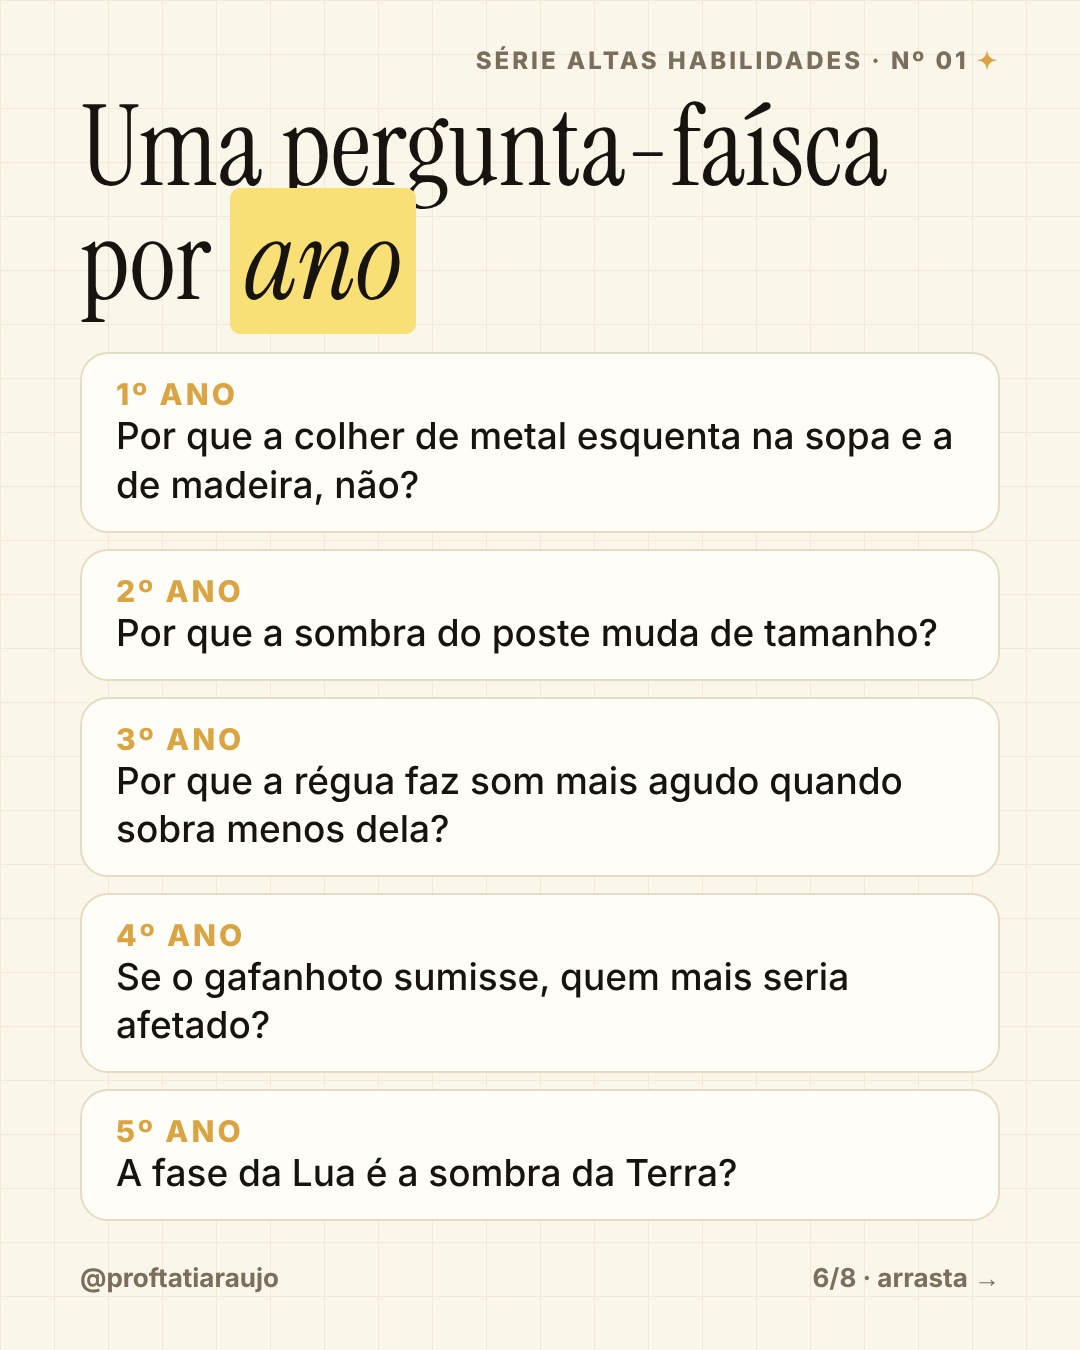 SÉRIE ALTAS HABILIDADES · Nº 01 ✦
Uma pergunta-faísca
por ano
1º ANO
Por que a colher de metal esquenta na sopa e a
de madeira, não?
2º ANO
Por que a sombra do poste muda de tamanho?
3º ANO
Por que a régua faz som mais agudo quando
sobra menos dela?
4º ANO
Se o gafanhoto sumisse, quem mais seria
afetado?
5º ANO
A fase da Lua é a sombra da Terra?
@proftatiaraujo
6/8 · arrasta →